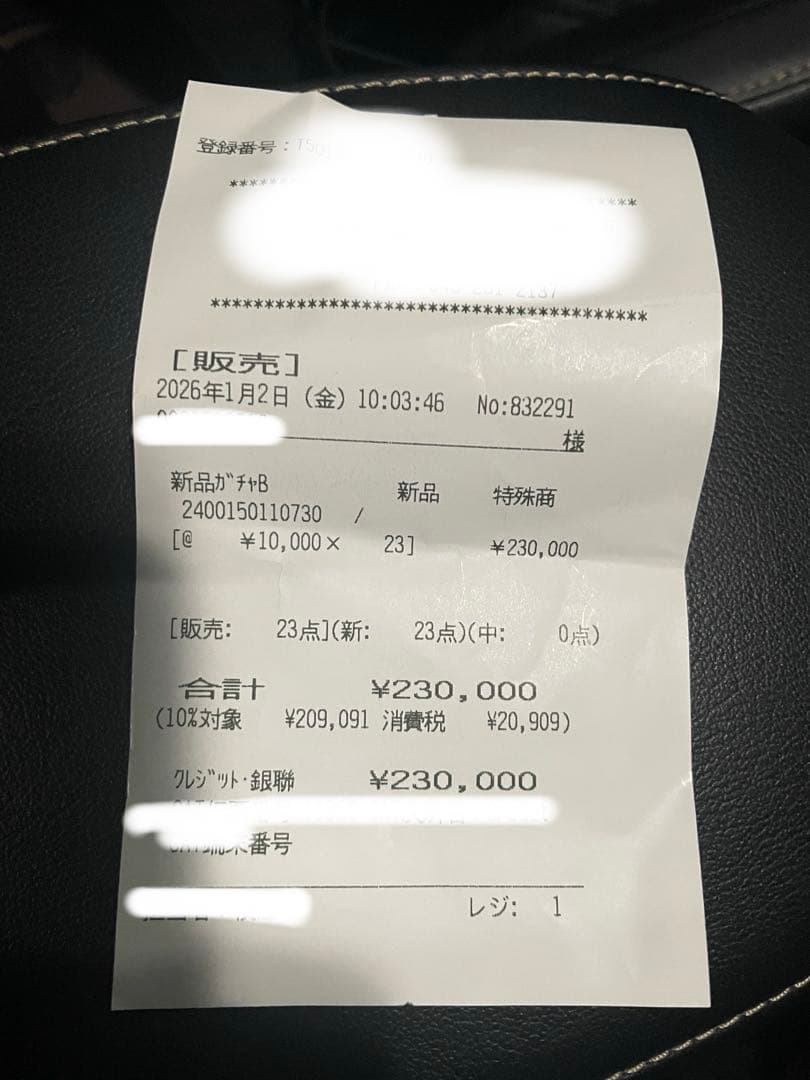 登録番号:T50
****************************************
[販売]
2026年1月2日(金)10:03:46 No:832291
様
新品ガチャB 新品 特殊商
2400150110730 /
[@ ¥10,000× 23] ¥230,000
[販売: 23点](新: 23点)(中: 0点)
合計 ¥230,000
(10%対象 ¥209,091 消費税 ¥20,909)
クレジット・銀聯 ¥230,000
番号
レジ: 1